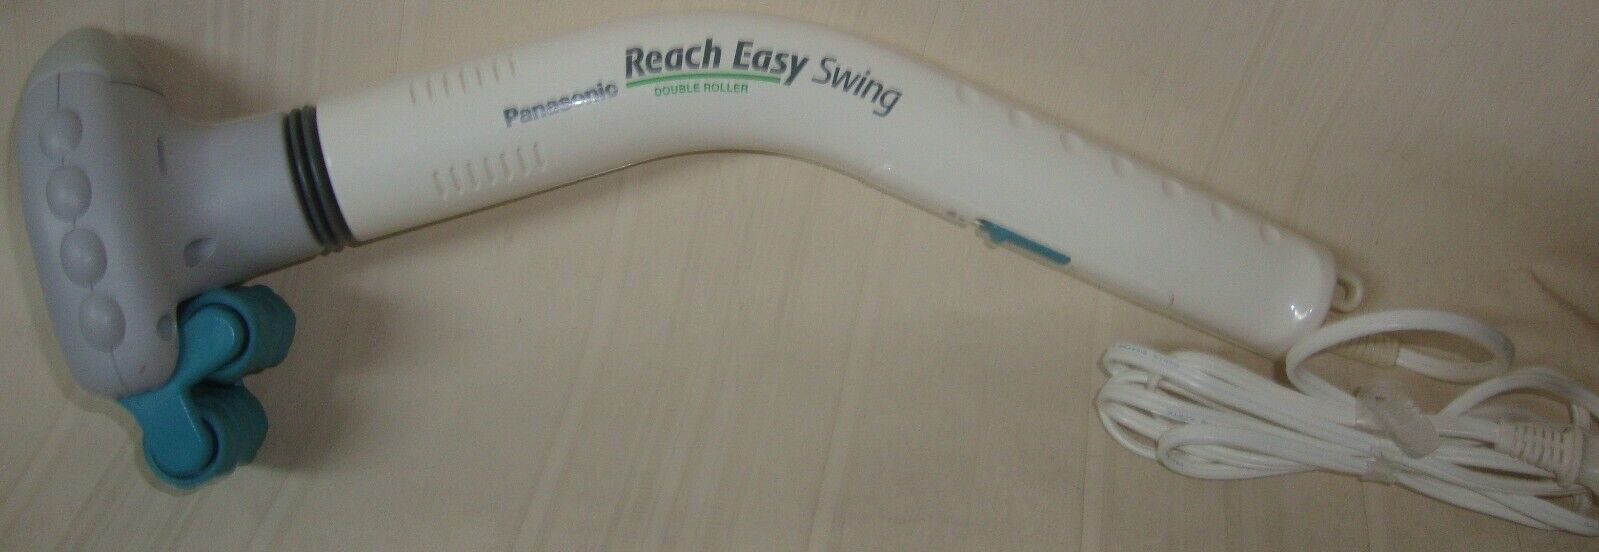 Panasonic
Reach Easy Swing
DOUBLE ROLLER